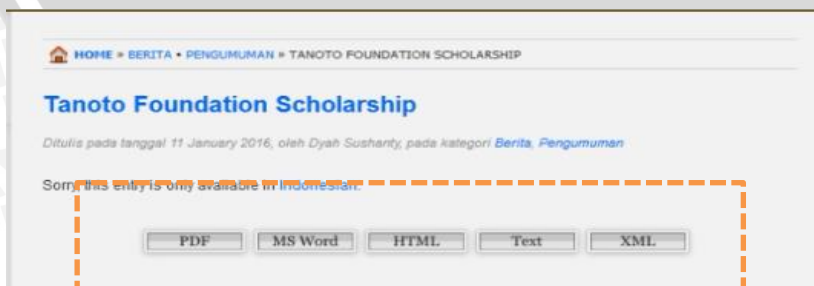 HOME » BERITA • PENGUMUMAN » TANOTO FOUNDATION SCHOLARSHIP
Tanoto Foundation Scholarship
Ditulis pada tanggal 11 January 2016, oleh Dyah Sushanty, pada kategori Berita, Pengumuman
Sorry, this entry is only available in Indonesian.
PDF MS Word HTML Text XML